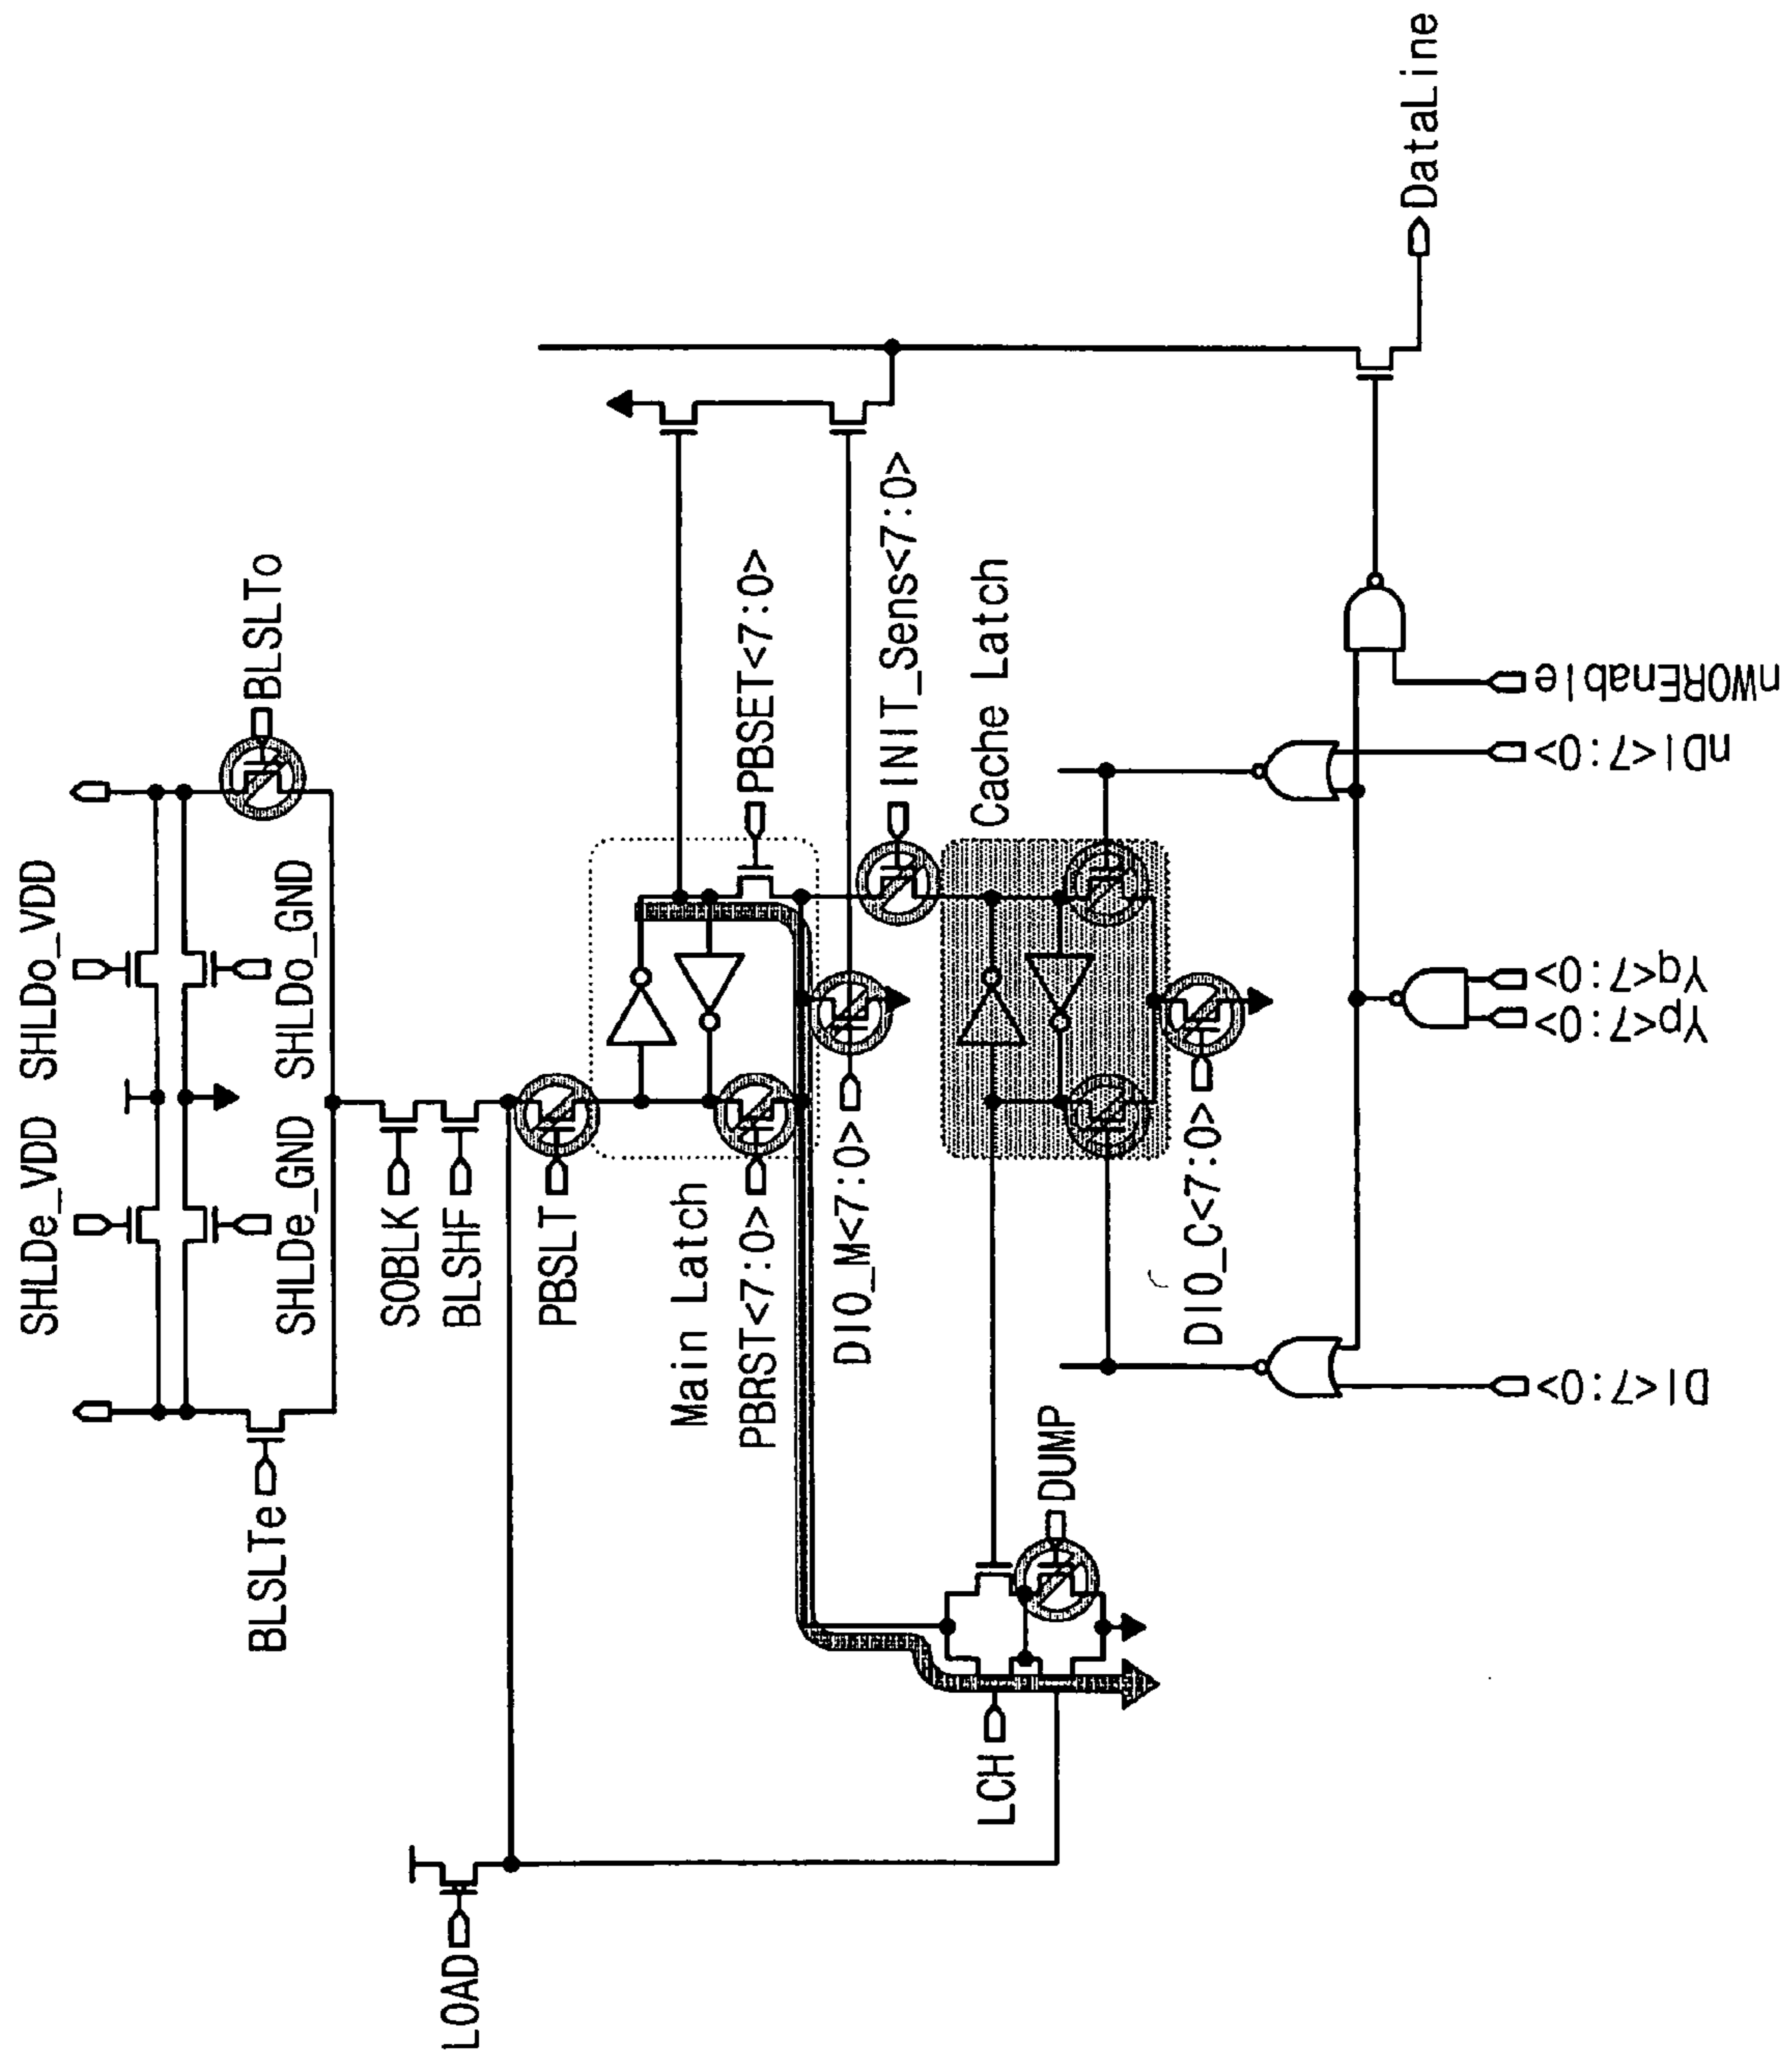 SHLDe_VDD SHLDo_VDD
SHLDe_GND SHLDo_GND
BLSLTe
BLSLTo
SOBLK
BLSHF
LOAD
PBSLT
Main Latch
PBRST<7:0>
PBSET<7:0>
DIO_M<7:0>
INIT_Sens<7:0>
Cache Latch
LCH
DUMP
DIO_C<7:0>
DI<7:0>
Yp<7:0>
Yq<7:0>
nDI<7:0>
nWOREnable
DataLine